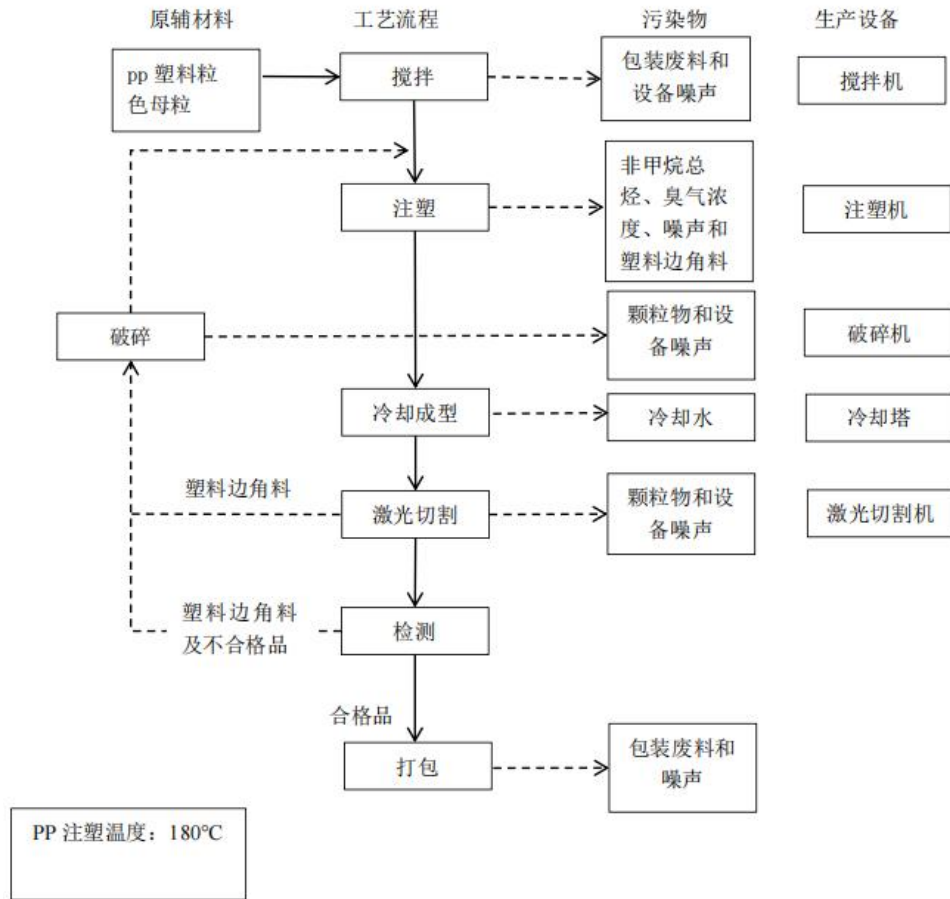 原辅材料
工艺流程
污染物
生产设备
pp 塑料粒
色母粒
搅拌
包装废料和
设备噪声
搅拌机
注塑
非甲烷总
烃、臭气浓
度、噪声和
塑料边角料
注塑机
破碎
颗粒物和设
备噪声
破碎机
冷却成型
冷却水
冷却塔
塑料边角料
激光切割
颗粒物和设
备噪声
激光切割机
塑料边角料
及不合格品
检测
合格品
打包
包装废料和
噪声
PP 注塑温度：180℃